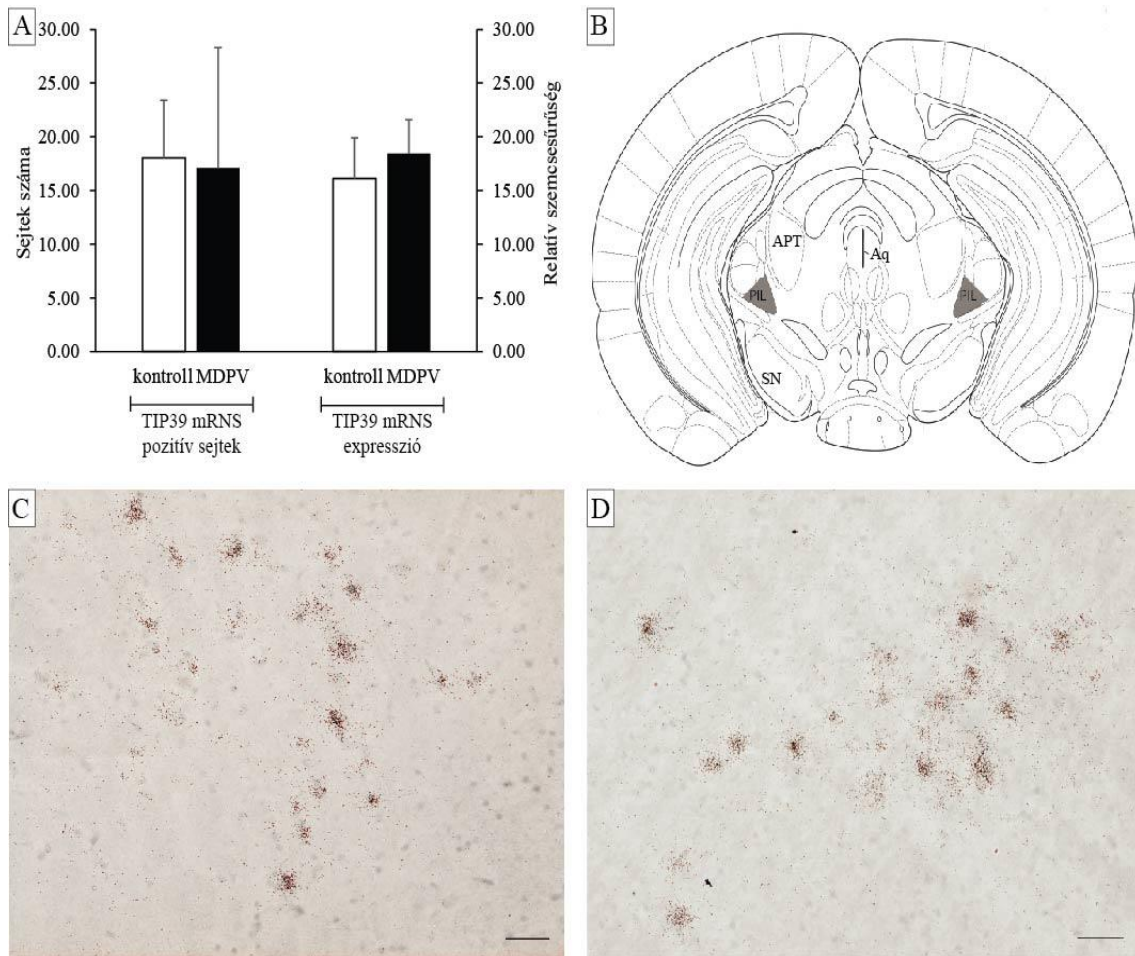 A
30.00
25.00
20.00
15.00
10.00
5.00
0.00
Sejtek száma
30.00
25.00
20.00
15.00
10.00
5.00
0.00
Relatív szemcsesűrűség
kontroll MDPV
kontroll MDPV
TIP39 mRNS
pozitív sejtek
TIP39 mRNS
expresszió
B
APT
Aq
PIL
PIL
SN
C
D